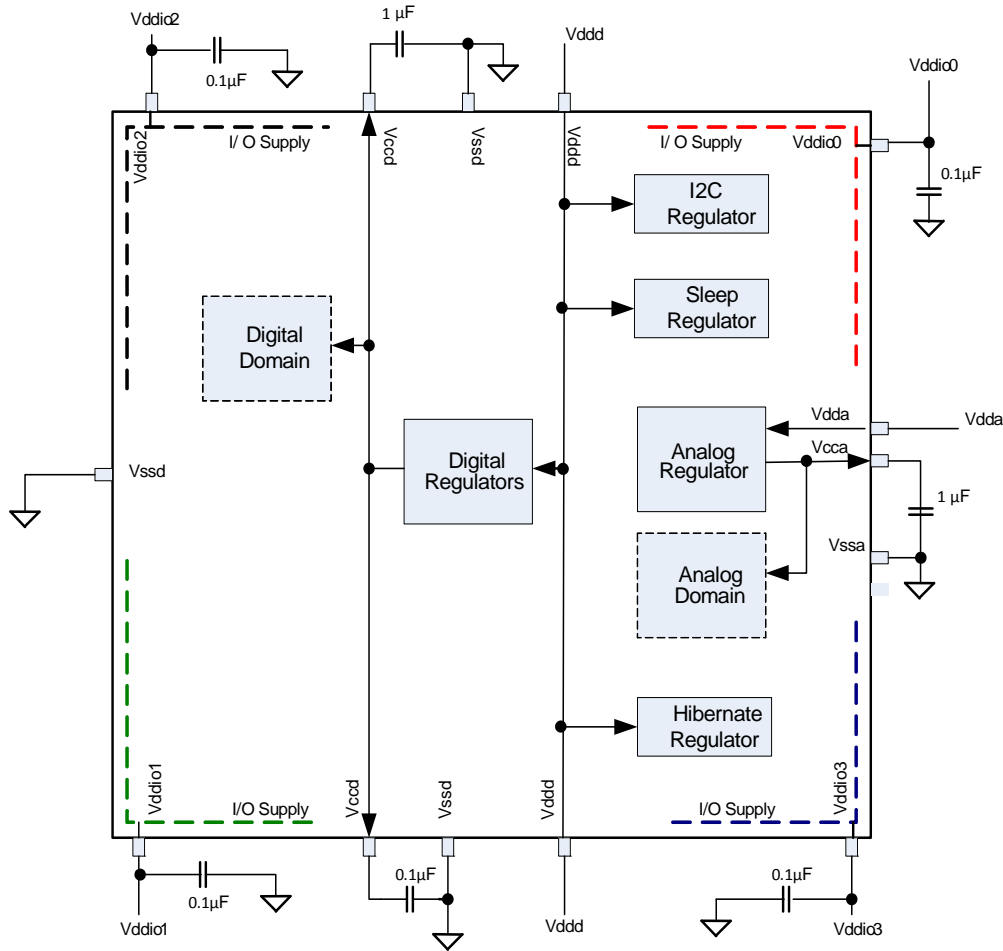 Vddio2
1 µF
Vddd
0.1µF
Vddio0
I/ O Supply
Vddio2
Vccd
Vssd
Vddd
I/ O Supply
Vddio0
0.1µF
I2C
Regulator
Sleep
Regulator
Digital
Domain
Vdda
Vdda
Analog
Regulator
Vcca
Digital
Regulators
Vssd
1 µF
Vssa
Analog
Domain
Hibernate
Regulator
Vddio1
Vccd
Vssd
Vddd
Vddio3
I/O Supply
I/O Supply
0.1µF
0.1µF
0.1µF
Vddio1
Vddd
Vddio3